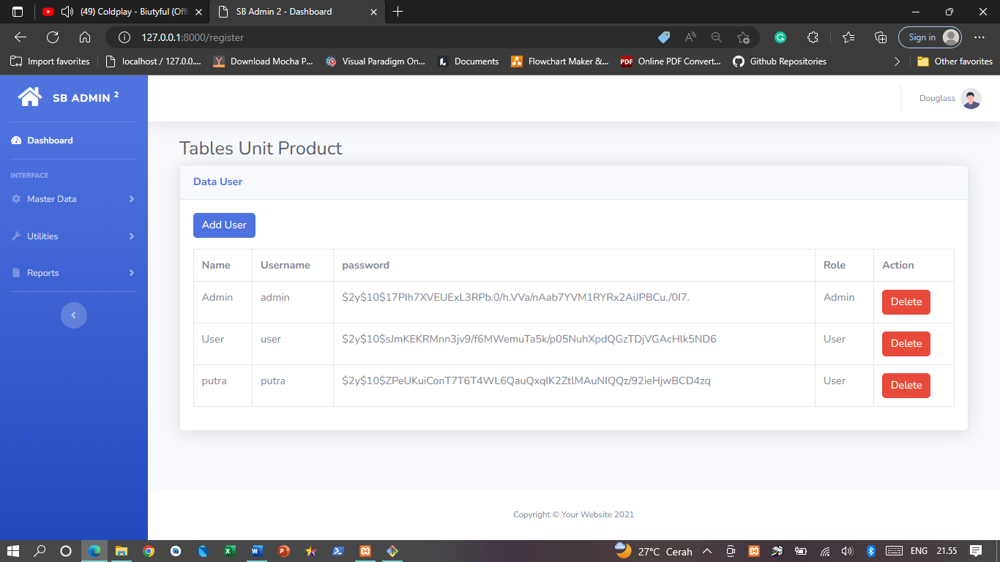 (49) Coldplay - Biutyful (Offi
SB Admin 2 - Dashboard
127.0.0.1:8000/register
Sign in
Import favorites
localhost / 127.0.0....
Download Mocha P...
Visual Paradigm On...
Documents
Flowchart Maker &...
Online PDF Convert...
Github Repositories
Other favorites
SB ADMIN 2
Douglass
Dashboard
INTERFACE
Master Data
Utilities
Reports
Tables Unit Product
Data User
Add User
Name Username password Role Action
Admin admin $2y$10$17PIh7XVEUExL3RPb.0/h.VVa/nAab7YVM1RYRx2AiJPBCu./0I7. Admin Delete
User user $2y$10$sJmKEKRMnn3jv9/f6MWemuTa5k/p05NuhXpdQGzTDjVGAcHlk5ND6 User Delete
putra putra $2y$10$ZPeUKuiConT7T6T4WL6QauQxqIK2ZtlMAuNIQQz/92ieHjwBCD4zq User Delete
Copyright © Your Website 2021
27°C Cerah
ENG
21.55